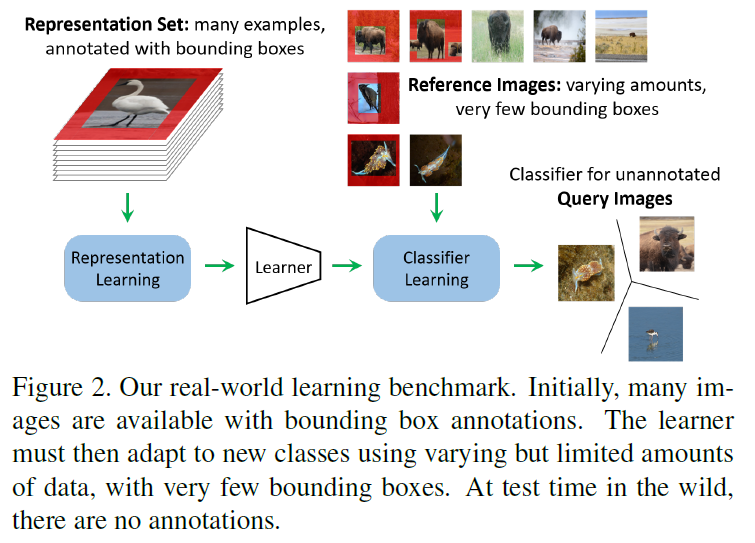 Representation Set: many examples,
annotated with bounding boxes
Reference Images: varying amounts,
very few bounding boxes
Classifier for unannotated
Query Images
Representation
Learning
Learner
Classifier
Learning
Figure 2. Our real-world learning benchmark. Initially, many im-
ages are available with bounding box annotations. The learner
must then adapt to new classes using varying but limited amounts
of data, with very few bounding boxes. At test time in the wild,
there are no annotations.